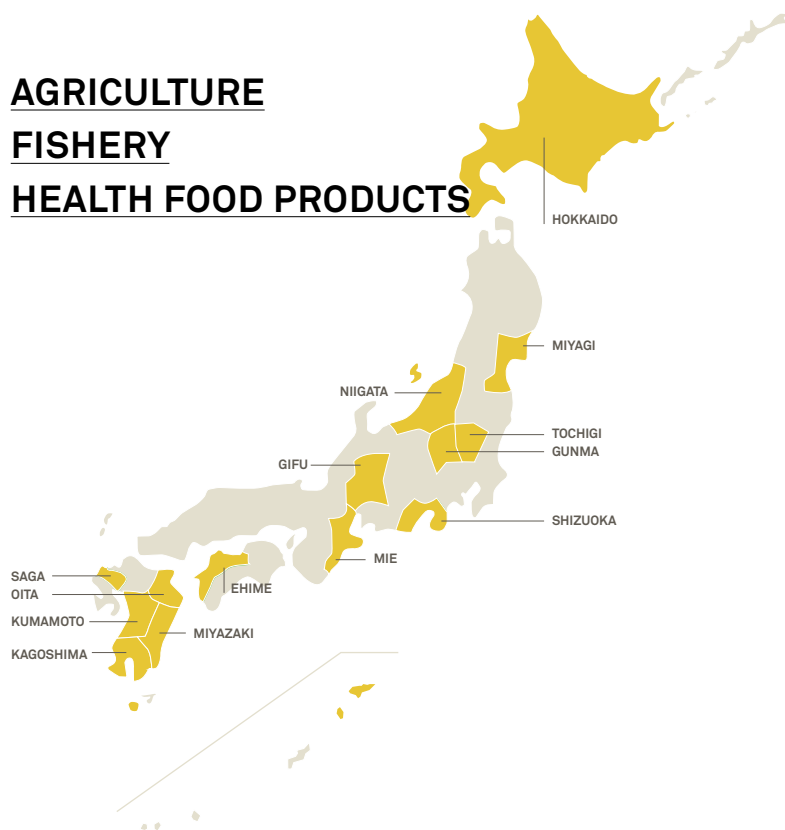 AGRICULTURE
FISHERY
HEALTH FOOD PRODUCTS
HOKKAIDO
MIYAGI
NIIGATA
TOCHIGI
GUNMA
GIFU
SHIZUOKA
MIE
SAGA
EHIME
OITA
KUMAMOTO
MIYAZAKI
KAGOSHIMA